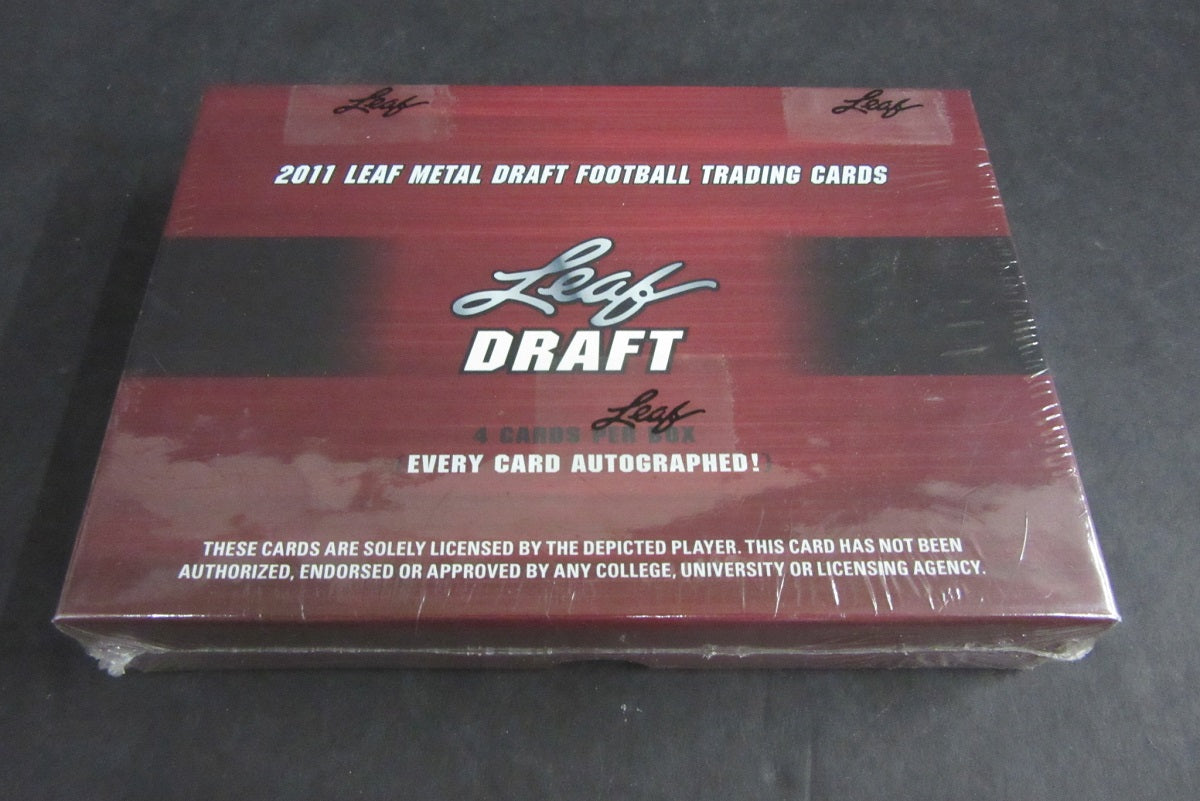 Leaf Leaf
2011 LEAF METAL DRAFT FOOTBALL TRADING CARDS
Leaf
DRAFT
Leaf
4 CARDS PER BOX
EVERY CARD AUTOGRAPHED!
THESE CARDS ARE SOLELY LICENSED BY THE DEPICTED PLAYER. THIS CARD HAS NOT BEEN
AUTHORIZED, ENDORSED OR APPROVED BY ANY COLLEGE, UNIVERSITY OR LICENSING AGENCY.